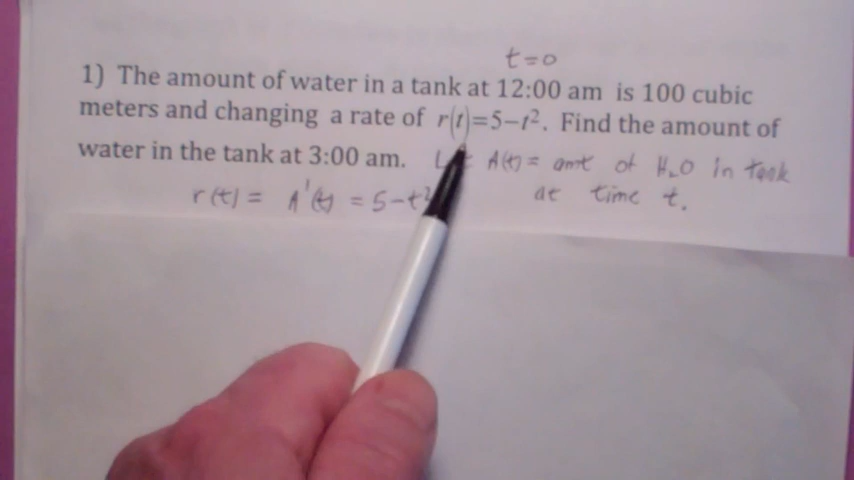 t=0
1) The amount of water in a tank at 12:00 am is 100 cubic
meters and changing a rate of r(t)=5−t². Find the amount of
water in the tank at 3:00 am. A(t) = amt of H₂O in tank
r(t) = A'(t) = 5-t² at time t.